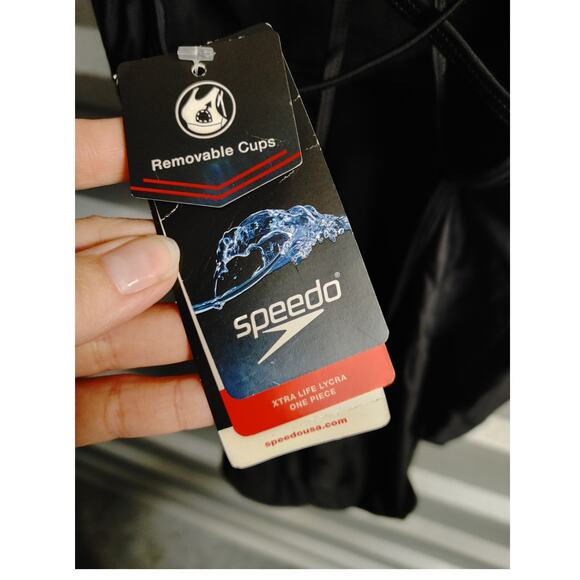 Removable Cups
speedo®
XTRA LIFE LYCRA
ONE PIECE
speedousa.com